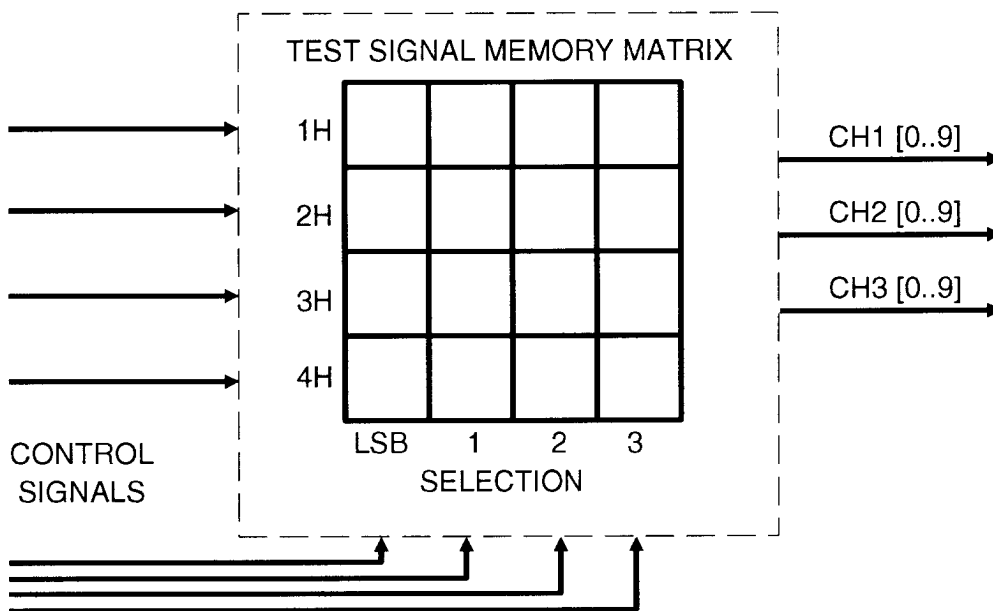 TEST SIGNAL MEMORY MATRIX
1H
2H
3H
4H
LSB 1 2 3
SELECTION
CONTROL
SIGNALS
CH1 [0..9]
CH2 [0..9]
CH3 [0..9]